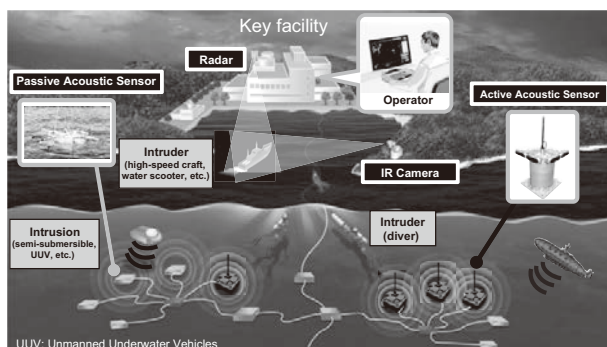 Key facility
Radar
Passive Acoustic Sensor
Operator
Active Acoustic Sensor
Intruder
(high-speed craft,
water scooter, etc.)
IR Camera
Intrusion
(semi-submersible,
UUV, etc.)
Intruder
(diver)
UUV: Unmanned Underwater Vehicles